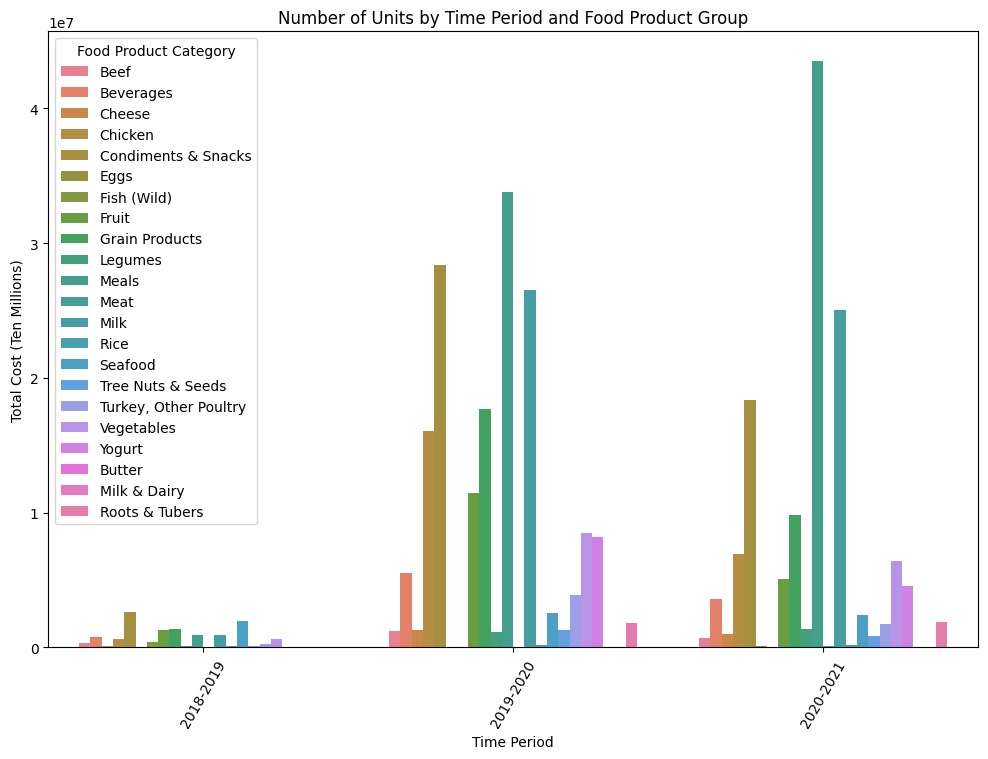 Number of Units by Time Period and Food Product Group
1e7
Food Product Category
Beef
Beverages
Cheese
Chicken
Condiments & Snacks
Eggs
Fish (Wild)
Fruit
Grain Products
Legumes
Meals
Meat
Milk
Rice
Seafood
Tree Nuts & Seeds
Turkey, Other Poultry
Vegetables
Yogurt
Butter
Milk & Dairy
Roots & Tubers
Total Cost (Ten Millions)
4
3
2
1
0
2018-2019
2019-2020
2020-2021
Time Period